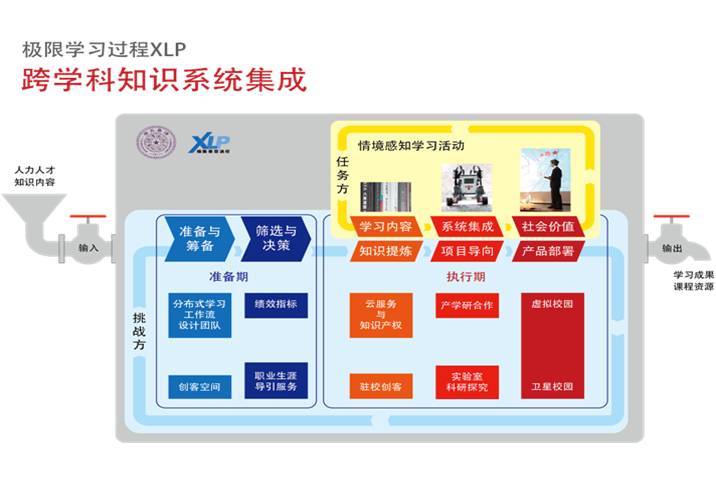 极限学习过程XLP
跨学科知识系统集成
XLP
情境感知学习活动
任务方
人力人才
知识内容
输入
准备与
筹备
筛选与
决策
学习内容
系统集成
社会价值
知识提炼
项目导向
产品部署
输出
学习成果
课程资源
准备期
执行期
挑战方
分布式学习
工作流
设计团队
绩效指标
云服务
与
知识产权
产学研合作
虚拟校园
创客空间
职业生涯
导引服务
驻校创客
实验室
科研探究
卫星校园